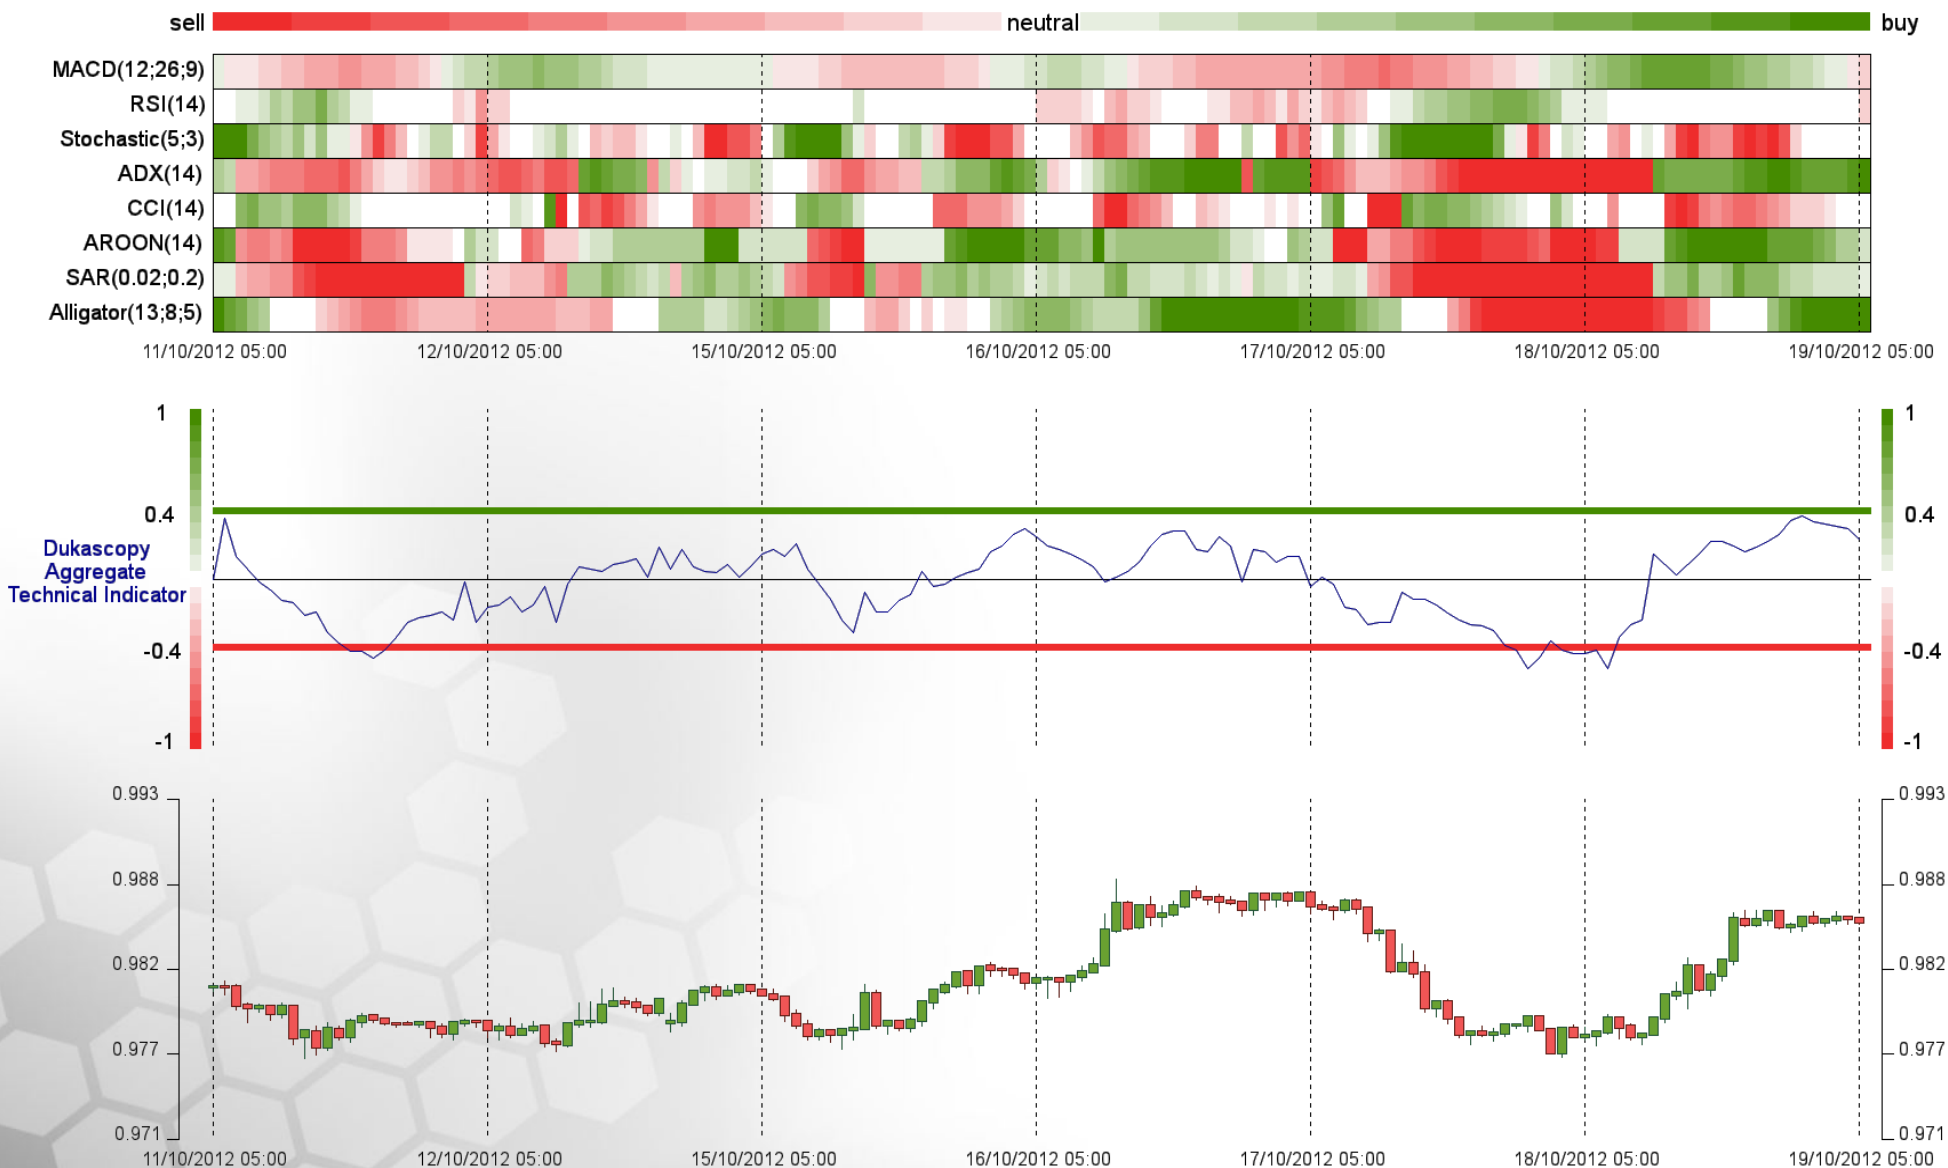 sell neutral buy
MACD(12;26;9)
RSI(14)
Stochastic(5;3)
ADX(14)
CCI(14)
AROON(14)
SAR(0.02;0.2)
Alligator(13;8;5)
11/10/2012 05:00 12/10/2012 05:00 15/10/2012 05:00 16/10/2012 05:00 17/10/2012 05:00 18/10/2012 05:00 19/10/2012 05:00
1 1
0.4 0.4
Dukascopy
Aggregate
Technical Indicator
-0.4 -0.4
-1 -1
0.993 0.993
0.988 0.988
0.982 0.982
0.977 0.977
0.971 0.971
11/10/2012 05:00 12/10/2012 05:00 15/10/2012 05:00 16/10/2012 05:00 17/10/2012 05:00 18/10/2012 05:00 19/10/2012 05:00